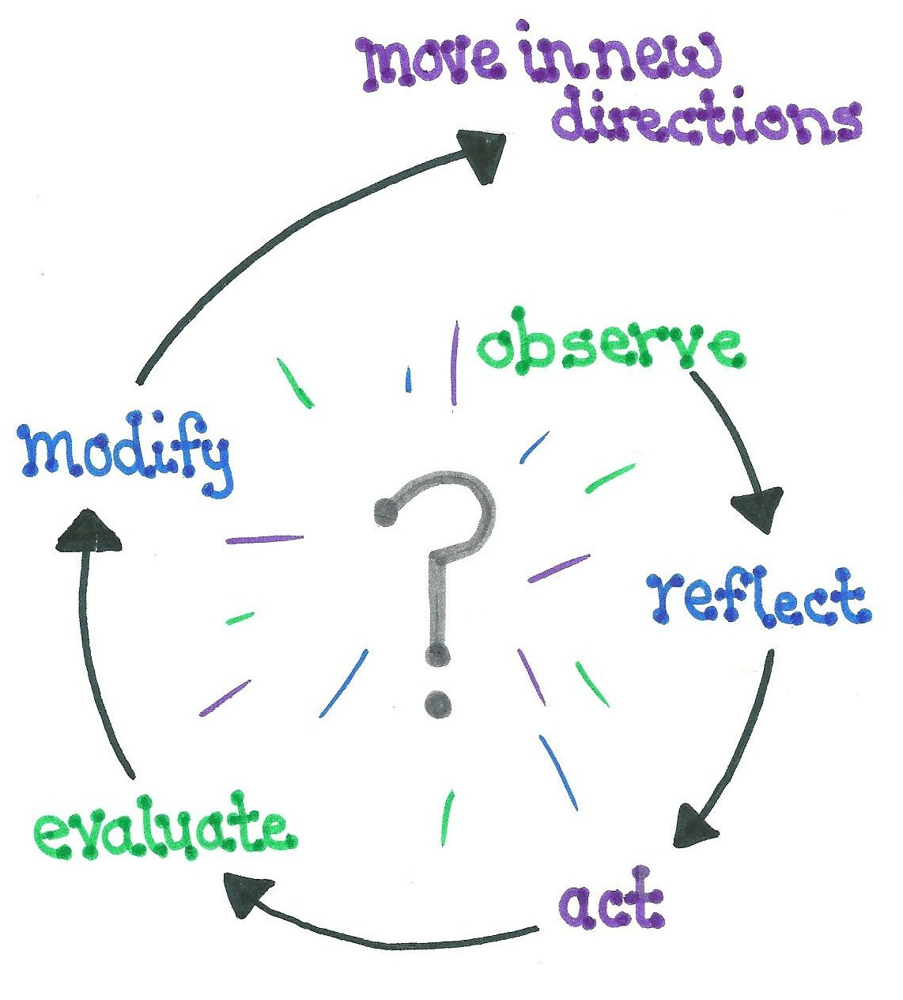 move in new
directions
observe
reflect
act
evaluate
modify
?